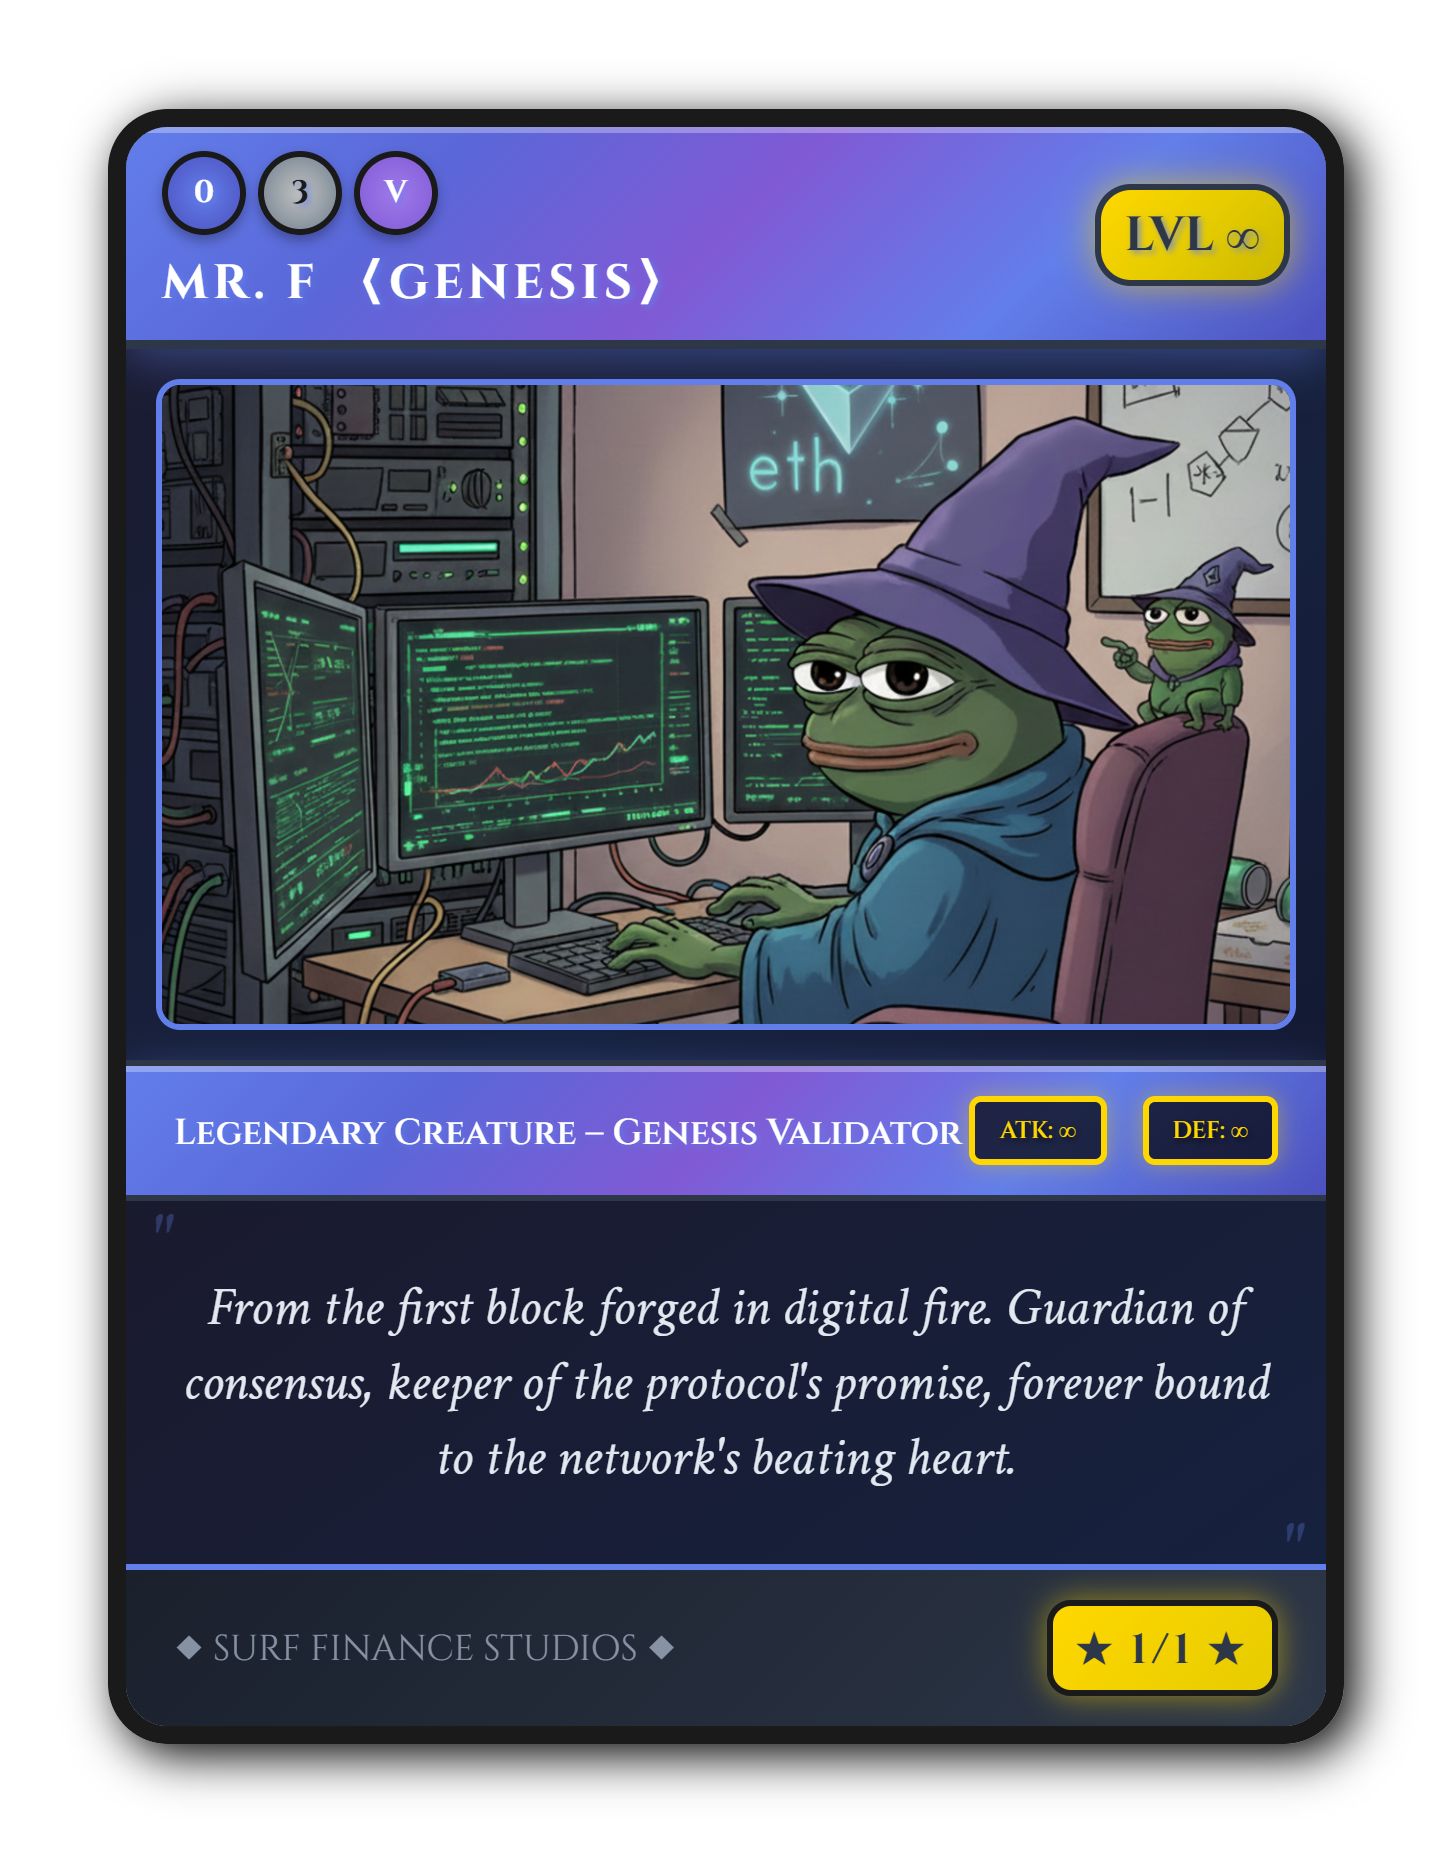 0 3 V
MR. F ⟨GENESIS⟩
LVL ∞
eth
LEGENDARY CREATURE – GENESIS VALIDATOR
ATK: ∞
DEF: ∞
"
From the first block forged in digital fire. Guardian of
consensus, keeper of the protocol's promise, forever bound
to the network's beating heart.
"
◆ SURF FINANCE STUDIOS ◆
★ 1/1 ★